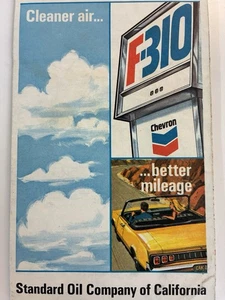 Cleaner air...
F-310
Chevron
...better
mileage
Standard Oil Company of California